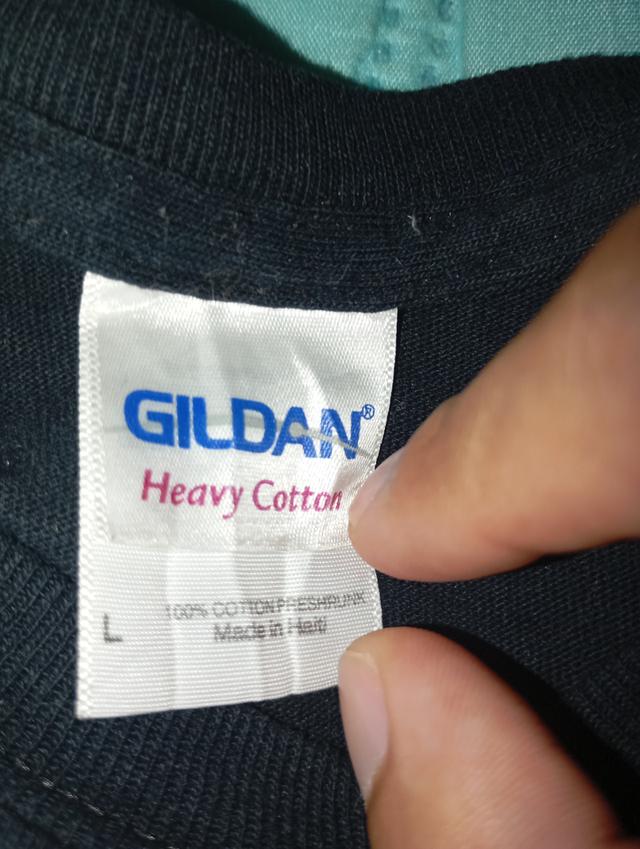 GILDAN®
Heavy Cotton
L
100% COTTON PRESHRUNK
Made in Haiti